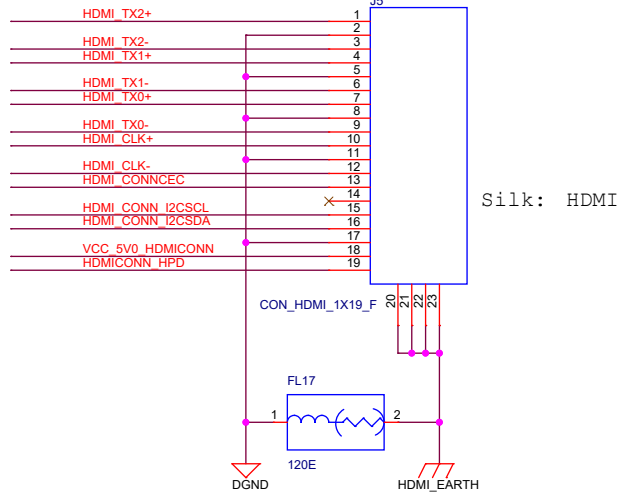 J5
HDMI_TX2+ 1
2
HDMI_TX2- 3
HDMI_TX1+ 4
5
HDMI_TX1- 6
HDMI_TX0+ 7
8
HDMI_TX0- 9
HDMI_CLK+ 10
11
HDMI_CLK- 12
HDMI_CONNCEC 13
14
Silk: HDMI
HDMI_CONN_I2CSCL 15
HDMI_CONN_I2CSDA 16
17
VCC_5V0_HDMICONN 18
HDMICONN_HPD 19
CON_HDMI_1X19_F
20 21 22 23
FL17
1 2
120E
DGND
HDMI_EARTH